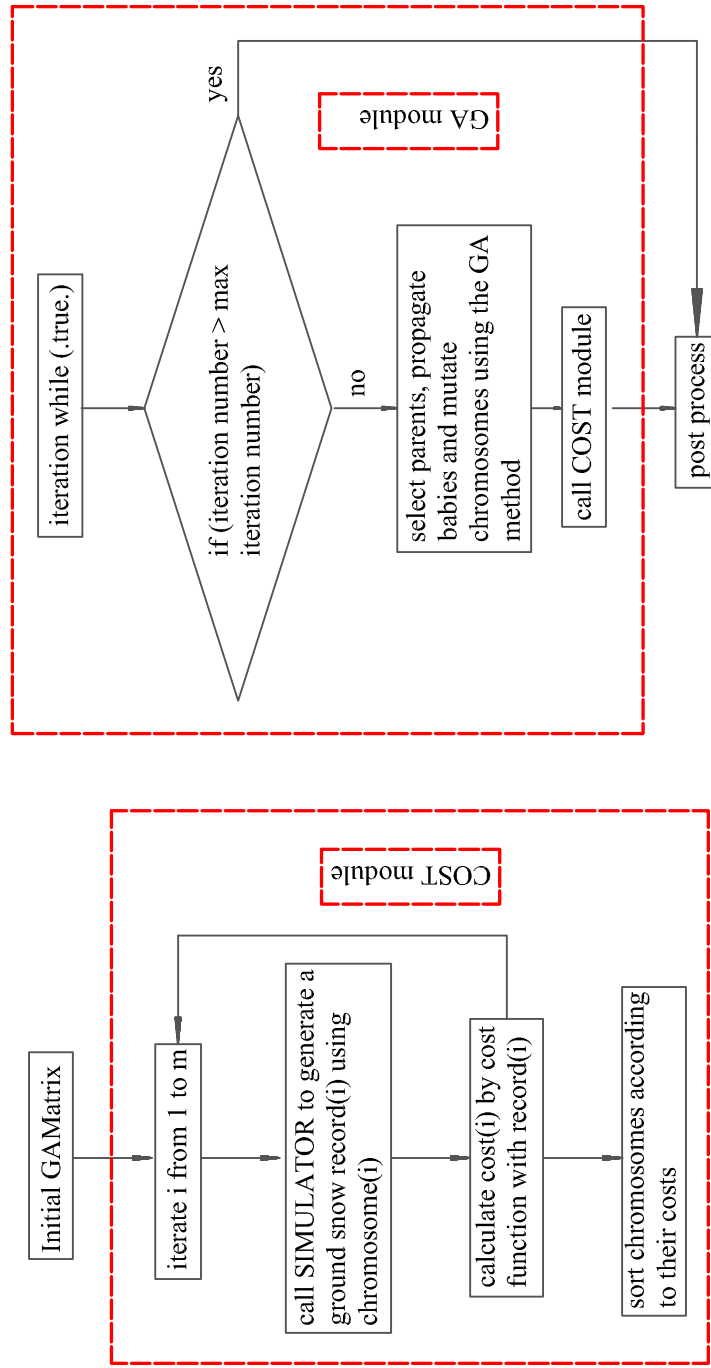 Initial GAMatrix
iterate i from 1 to m
call SIMULATOR to generate a
ground snow record(i) using
chromosome(i)
calculate cost(i) by cost
function with record(i)
sort chromosomes according
to their costs
COST module
iteration while (.true.)
if (iteration number > max
iteration number)
yes
no
select parents, propagate
babies and mutate
chromosomes using the GA
method
call COST module
GA module
post process